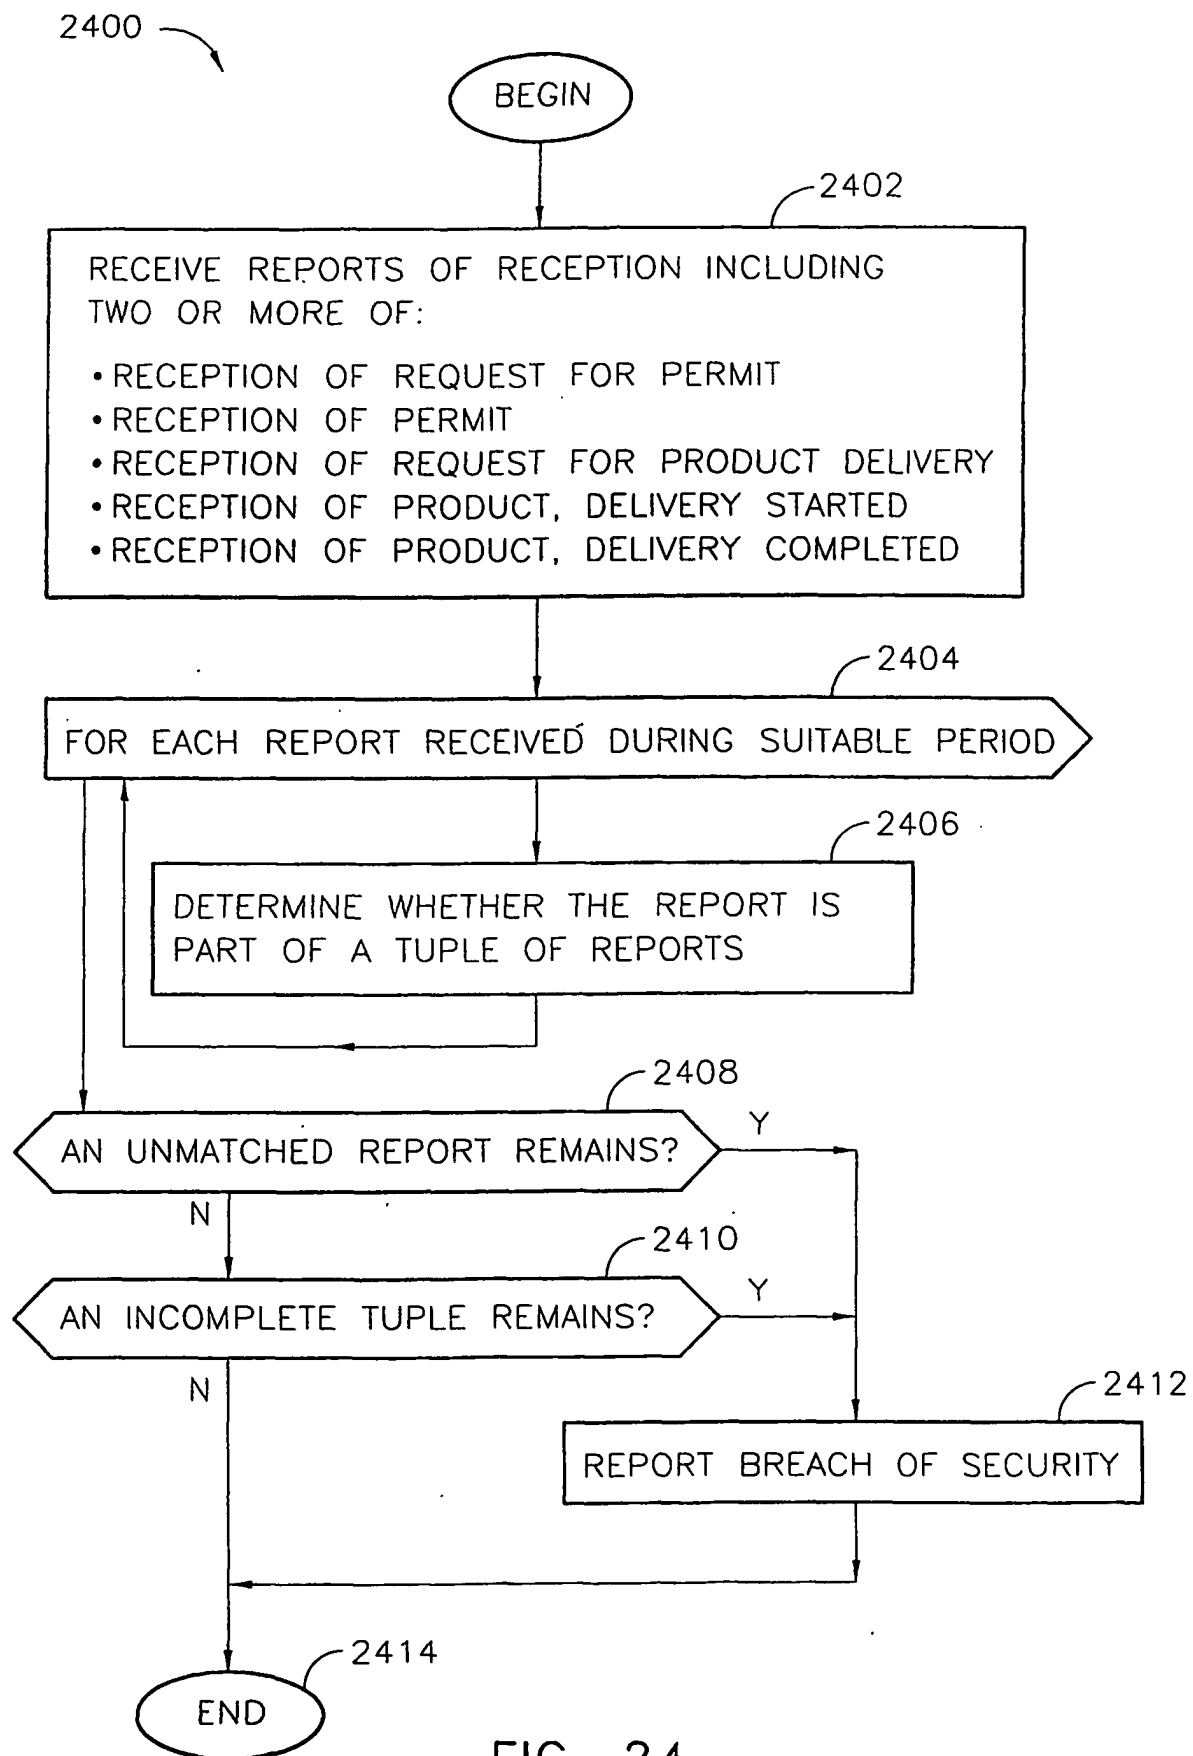 2400
BEGIN
2402
RECEIVE REPORTS OF RECEPTION INCLUDING
TWO OR MORE OF:
• RECEPTION OF REQUEST FOR PERMIT
• RECEPTION OF PERMIT
• RECEPTION OF REQUEST FOR PRODUCT DELIVERY
• RECEPTION OF PRODUCT, DELIVERY STARTED
• RECEPTION OF PRODUCT, DELIVERY COMPLETED
2404
FOR EACH REPORT RECEIVED DURING SUITABLE PERIOD
2406
DETERMINE WHETHER THE REPORT IS
PART OF A TUPLE OF REPORTS
2408
AN UNMATCHED REPORT REMAINS?
Y
N
2410
AN INCOMPLETE TUPLE REMAINS?
Y
N
2412
REPORT BREACH OF SECURITY
2414
END
FIG. 24